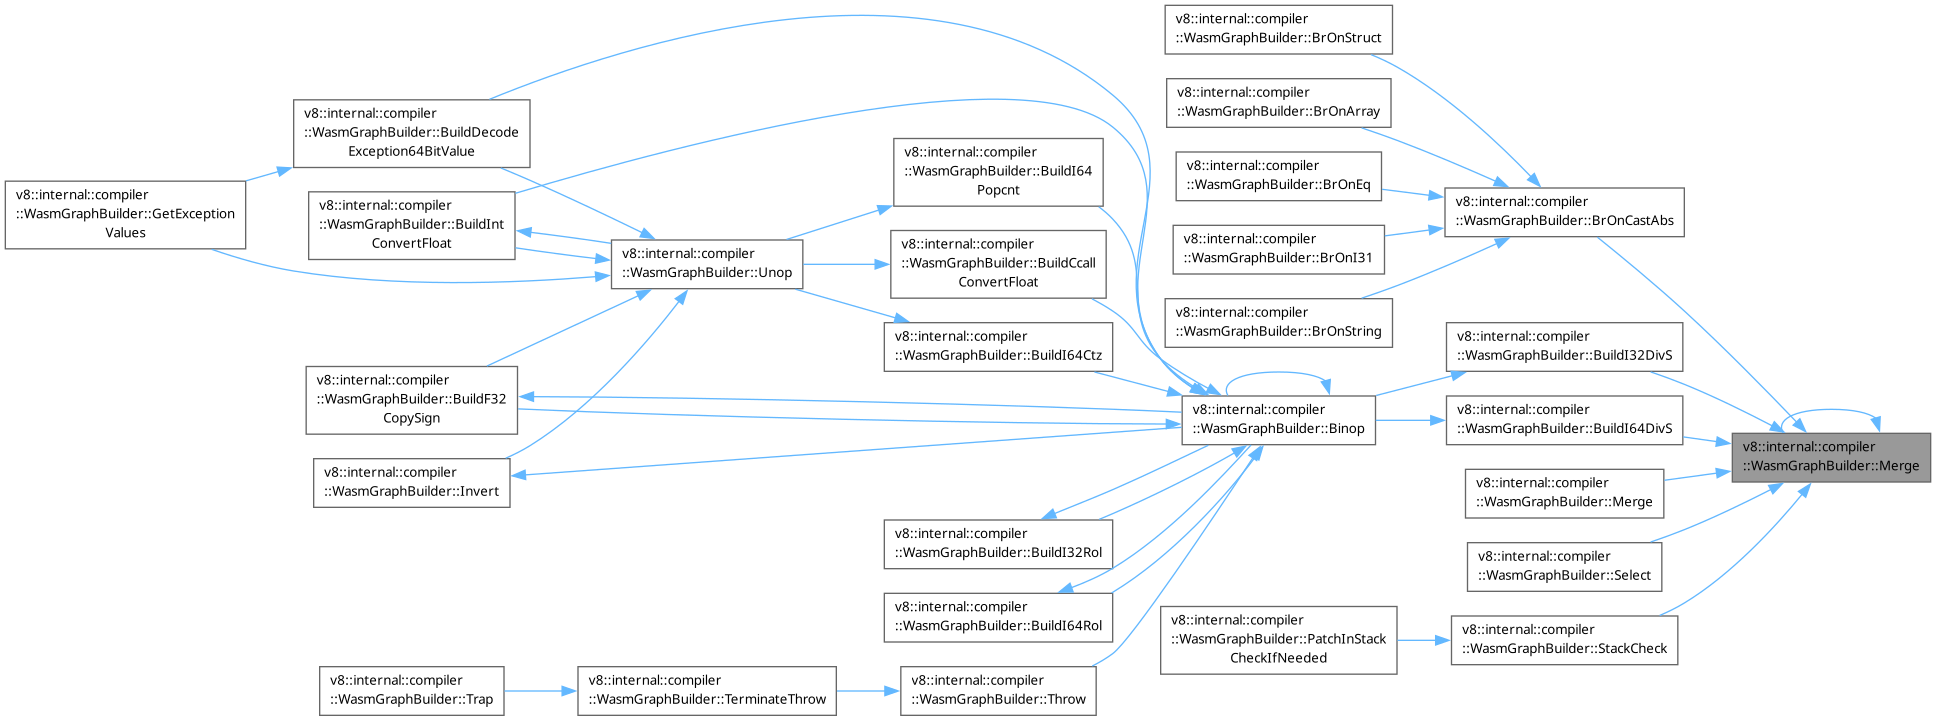 v8::internal::compiler
::WasmGraphBuilder::BrOnStruct
v8::internal::compiler
::WasmGraphBuilder::BrOnArray
v8::internal::compiler
::WasmGraphBuilder::BuildDecode
Exception64BitValue
v8::internal::compiler
::WasmGraphBuilder::BuildI64
Popcnt
v8::internal::compiler
::WasmGraphBuilder::BrOnEq
v8::internal::compiler
::WasmGraphBuilder::GetException
Values
v8::internal::compiler
::WasmGraphBuilder::BuildInt
ConvertFloat
v8::internal::compiler
::WasmGraphBuilder::BrOnCastAbs
v8::internal::compiler
::WasmGraphBuilder::Unop
v8::internal::compiler
::WasmGraphBuilder::BuildCcall
ConvertFloat
v8::internal::compiler
::WasmGraphBuilder::BrOnI31
v8::internal::compiler
::WasmGraphBuilder::BrOnString
v8::internal::compiler
::WasmGraphBuilder::BuildI64Ctz
v8::internal::compiler
::WasmGraphBuilder::BuildI32DivS
v8::internal::compiler
::WasmGraphBuilder::BuildF32
CopySign
v8::internal::compiler
::WasmGraphBuilder::Binop
v8::internal::compiler
::WasmGraphBuilder::BuildI64DivS
v8::internal::compiler
::WasmGraphBuilder::Merge
v8::internal::compiler
::WasmGraphBuilder::Invert
v8::internal::compiler
::WasmGraphBuilder::Merge
v8::internal::compiler
::WasmGraphBuilder::BuildI32Rol
v8::internal::compiler
::WasmGraphBuilder::Select
v8::internal::compiler
::WasmGraphBuilder::BuildI64Rol
v8::internal::compiler
::WasmGraphBuilder::PatchInStack
CheckIfNeeded
v8::internal::compiler
::WasmGraphBuilder::StackCheck
v8::internal::compiler
::WasmGraphBuilder::Trap
v8::internal::compiler
::WasmGraphBuilder::TerminateThrow
v8::internal::compiler
::WasmGraphBuilder::Throw